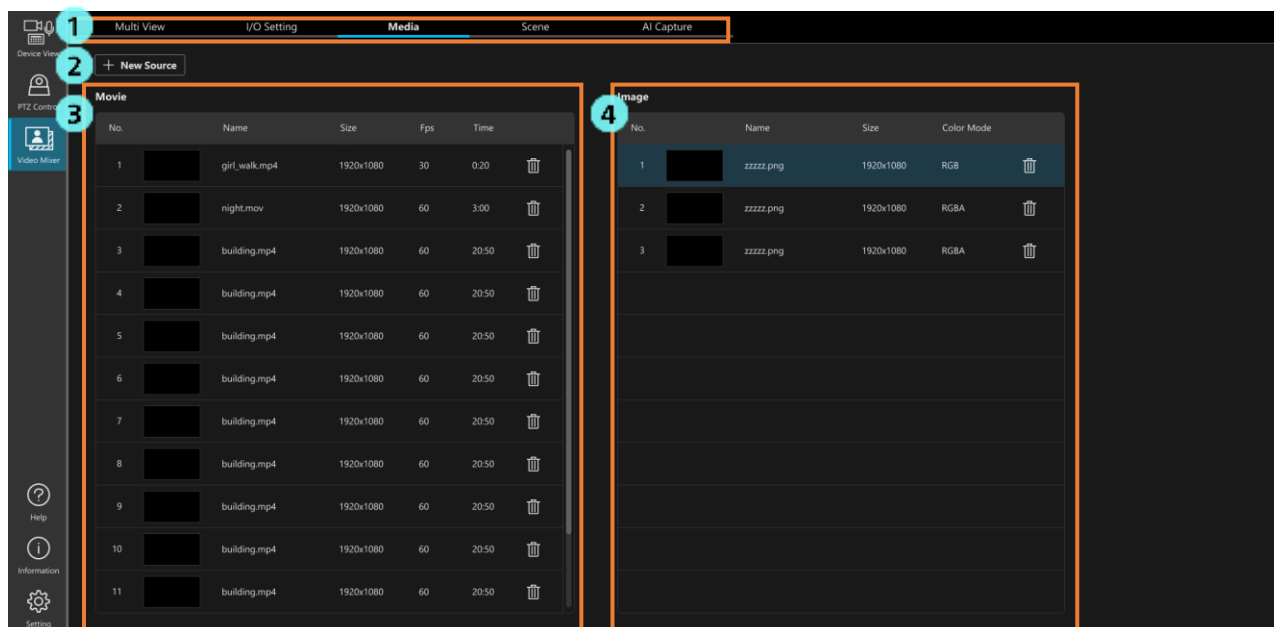 1 Multi View I/O Setting Media Scene AI Capture
Device View
2 + New Source
PTZ Control
Video Mixer
Help
Information
Setting
3 Movie
No. Name Size Fps Time
1 girl_walk.mp4 1920x1080 30 0:20
2 night.mov 1920x1080 60 3:00
3 building.mp4 1920x1080 60 20:50
4 building.mp4 1920x1080 60 20:50
5 building.mp4 1920x1080 60 20:50
6 building.mp4 1920x1080 60 20:50
7 building.mp4 1920x1080 60 20:50
8 building.mp4 1920x1080 60 20:50
9 building.mp4 1920x1080 60 20:50
10 building.mp4 1920x1080 60 20:50
11 building.mp4 1920x1080 60 20:50
4 Image
No. Name Size Color Mode
1 zzzzz.png 1920x1080 RGB
2 zzzzz.png 1920x1080 RGBA
3 zzzzz.png 1920x1080 RGBA